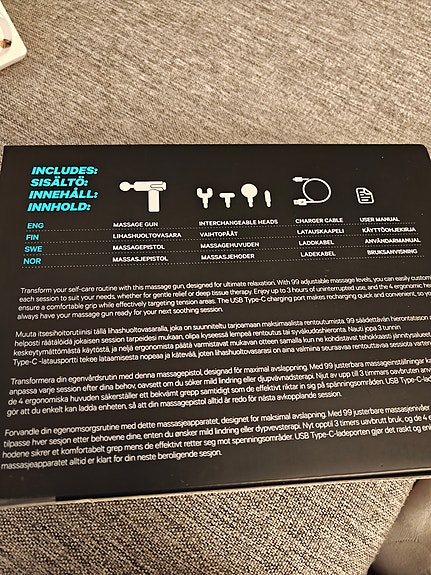 INCLUDES:
SISÄLTÖ:
INNEHÅLL:
INNHOLD:
ENG MASSAGE GUN INTERCHANGEABLE HEADS CHARGER CABLE USER MANUAL
FIN LIHASHUOLTOVASARA VAIHTOPÄÄT LATAUSKAAPELI KÄYTTÖOHJEKIRJA
SWE MASSAGEPISTOL MASSAGEHUVUDEN LADDKABEL ANVÄNDARMANUAL
NOR MASSASJEPISTOL MASSASJEHODER LADEKABEL BRUKSANVISNING
Transform your self-care routine with this massage gun, designed for ultimate relaxation. With 99 adjustable massage levels, you can easily custom
each session to suit your needs, whether for gentle relief or deep tissue therapy. Enjoy up to 3 hours of uninterrupted use, and the 4 ergonomic he
ensure a comfortable grip while effectively targeting tension areas. The USB Type-C charging port makes recharging quick and convenient, so yo
always have your massage gun ready for your next soothing session.
Muuta itsesihoitorutiinisi tällä lihashuoltovasaralla, joka on suunniteltu tarjoamaan maksimaalista rentoutumista. 99 säädettävän hierontatason
helposti räätälöidä jokaisen session tarpeidesi mukaan, olipa kyseessä lempeä rentoutus tai syväkudosterapia. Nauti jopa 3 tunnin
keskeytymättömästä käytöstä, ja neljä ergonomista päätä varmistavat mukavan otteen samalla kun ne kohdistavat tehokkaasti jännitysalueet
Type-C -latausportti tekee lataamisesta nopeaa ja kätevää, joten lihashuoltovasarasi on aina valmiina seuraavaa rentouttavaa sessiota varten
Transformera din egenvårdsrutin med denna massagepistol, designad för maximal avslappning. Med 99 justerbara massageinställningar ka
anpassa varje session efter dina behov, oavsett om du söker mild lindring eller djupvävnadsterapi. Njut av upp till 3 timmars oavbruten anvä
de 4 ergonomiska huvuden säkerställer ett bekvämt grepp samtidigt som de effektivt riktar in sig på spänningsområden. USB Type-C-lad
gör att du enkelt kan ladda enheten, så att din massagepistol alltid är redo för nästa avkopplande session.
Forvandle din egenomsorgsrutine med dette massasjeapparatet, designet for maksimal avslapning. Med 99 justerbare massasjenivåer
tilpasse hver sesjon etter behovene dine, enten du ønsker mild lindring eller dypvevsterapi. Nyt opptil 3 timers uavbrutt bruk, og de 4 e
hodene sikrer et komfortabelt grep mens de effektivt retter seg mot spenningsområder. USB Type-C-ladeporten gjør det raskt og enk
massasjeapparatet alltid er klart for din neste beroligende sesjon.